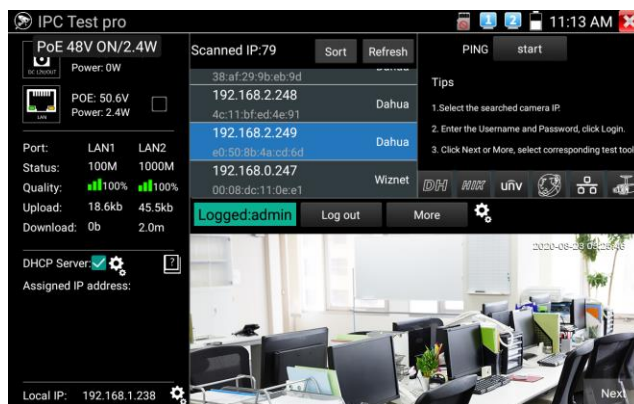 IPC Test pro
1
2
11:13 AM
PoE 48V ON/2.4W
DC 12V/OUT
Power: 0W
LAN
POE: 50.6V
Power: 2.4W
Port: LAN1 LAN2
Status: 100M 1000M
Quality: 100% 100%
Upload: 18.6kb 45.5kb
Download: 0b 2.0m
DHCP Server:
?
Assigned IP address:
Local IP: 192.168.1.238
Scanned IP:79
Sort
Refresh
38:af:29:9b:eb:9d
192.168.2.248
4c:11:bf:ed:4e:91
Dahua
192.168.2.249
e0:50:8b:4a:cd:6d
Dahua
192.168.0.247
00:08:dc:11:0e:e1
Wiznet
PING
start
Tips
1.Select the searched camera IP.
2. Enter the Username and Password, click Login.
3. Click Next or More, select corresponding test tool
DH
HIK
unv
Logged:admin
Log out
More
Next